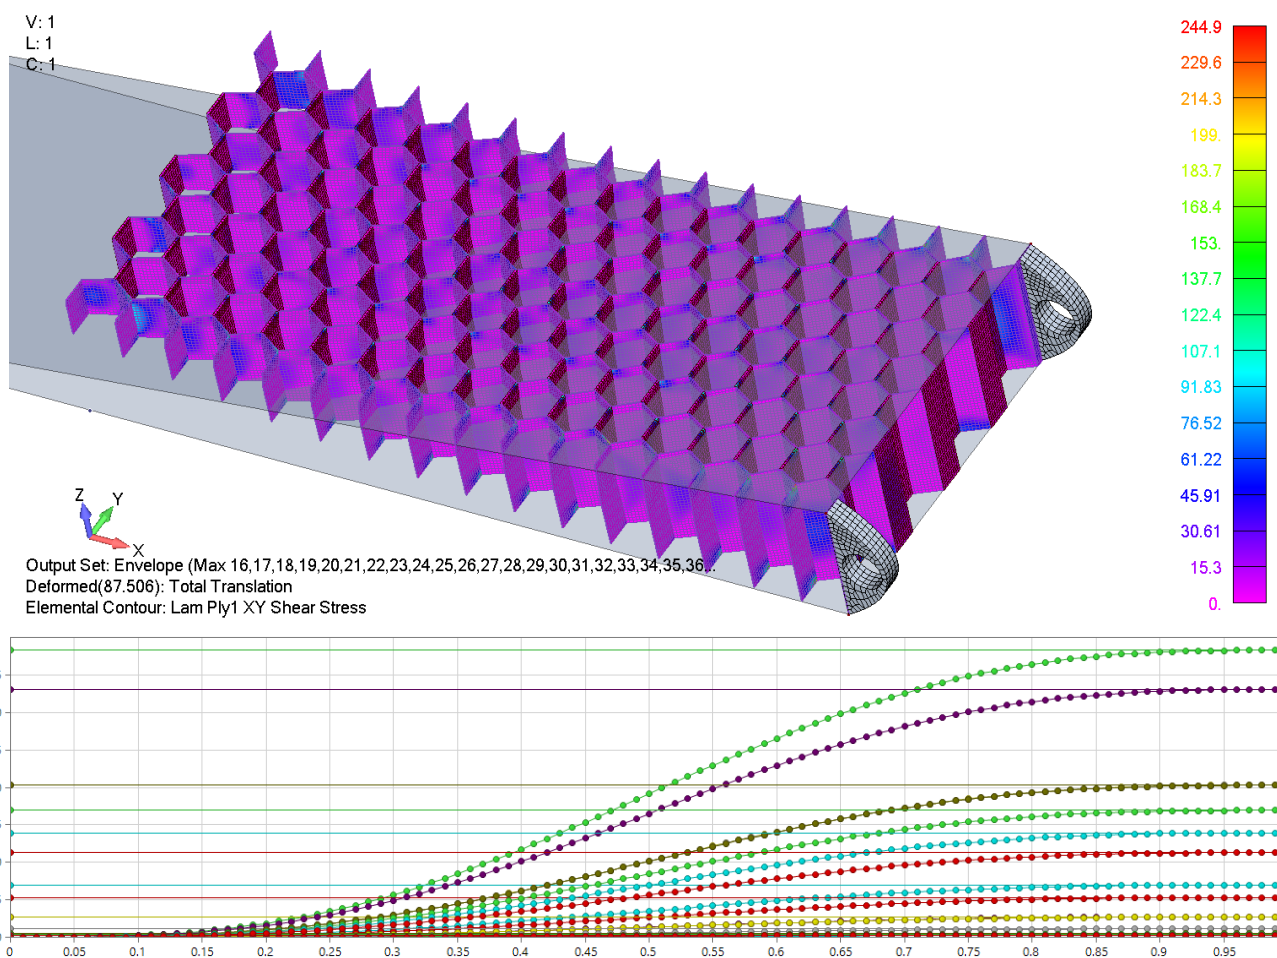 V: 1
L: 1
C: 1
244.9
229.6
214.3
199.
183.7
168.4
153.
137.7
122.4
107.1
91.83
76.52
61.22
45.91
30.61
15.3
0.
Z
Y
X
Output Set: Envelope (Max 16,17,18,19,20,21,22,23,24,25,26,27,28,29,30,31,32,33,34,35,36,..
Deformed(87.506): Total Translation
Elemental Contour: Lam Ply1 XY Shear Stress
0 0.05 0.1 0.15 0.2 0.25 0.3 0.35 0.4 0.45 0.5 0.55 0.6 0.65 0.7 0.75 0.8 0.85 0.9 0.95